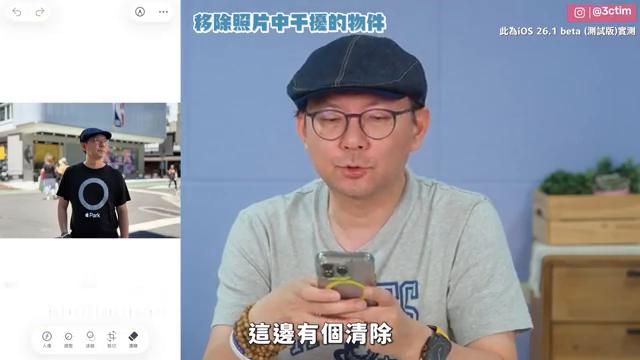 移除照片中干擾的物件
@3ctim
此為iOS 26.1 beta (測試版)實測
Park
人像
調整
濾鏡
裁切
清除
這邊有個清除